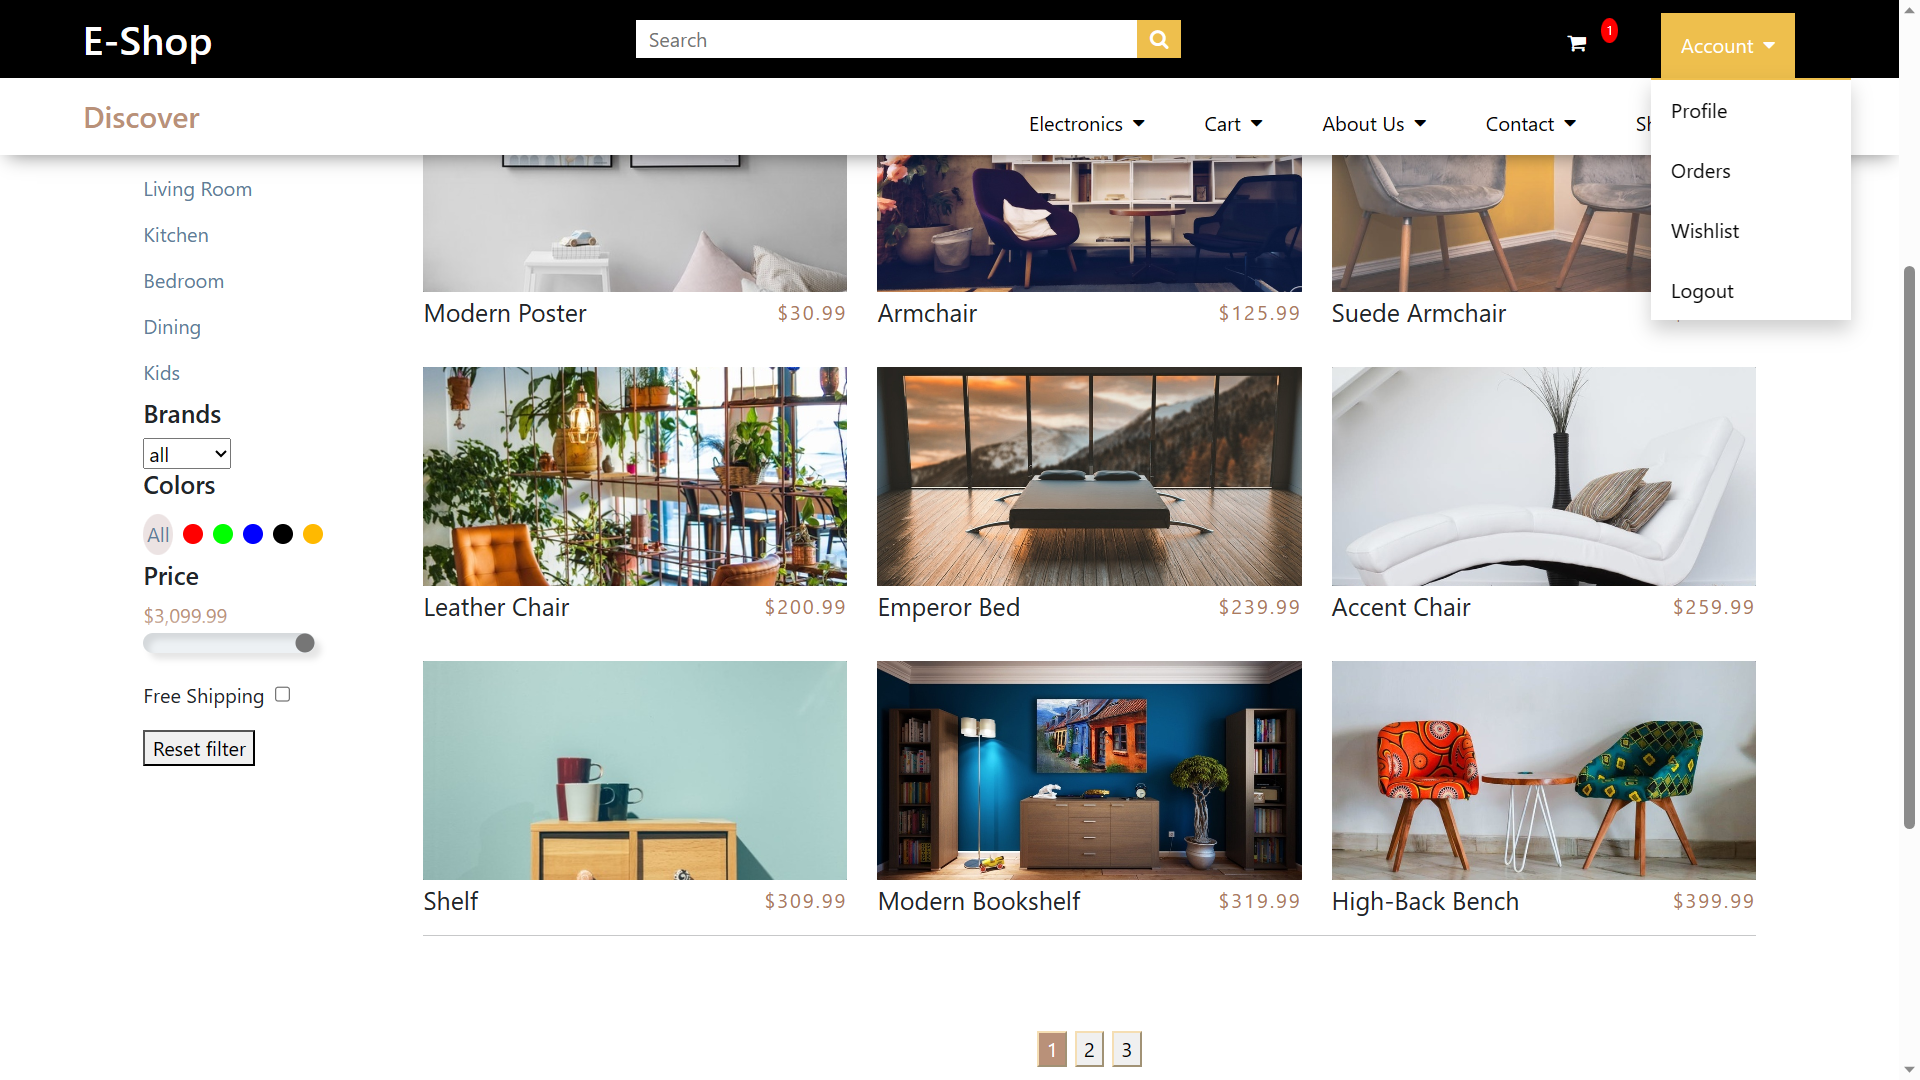 E-Shop
Search
1
Account
Discover
Electronics
Cart
About Us
Contact
Profile
Orders
Wishlist
Logout
Living Room
Kitchen
Bedroom
Dining
Kids
Brands
all
Colors
All
Price
$3,099.99
Free Shipping
Reset filter
Modern Poster $30.99
Armchair $125.99
Suede Armchair
Leather Chair $200.99
Emperor Bed $239.99
Accent Chair $259.99
Shelf $309.99
Modern Bookshelf $319.99
High-Back Bench $399.99
1 2 3